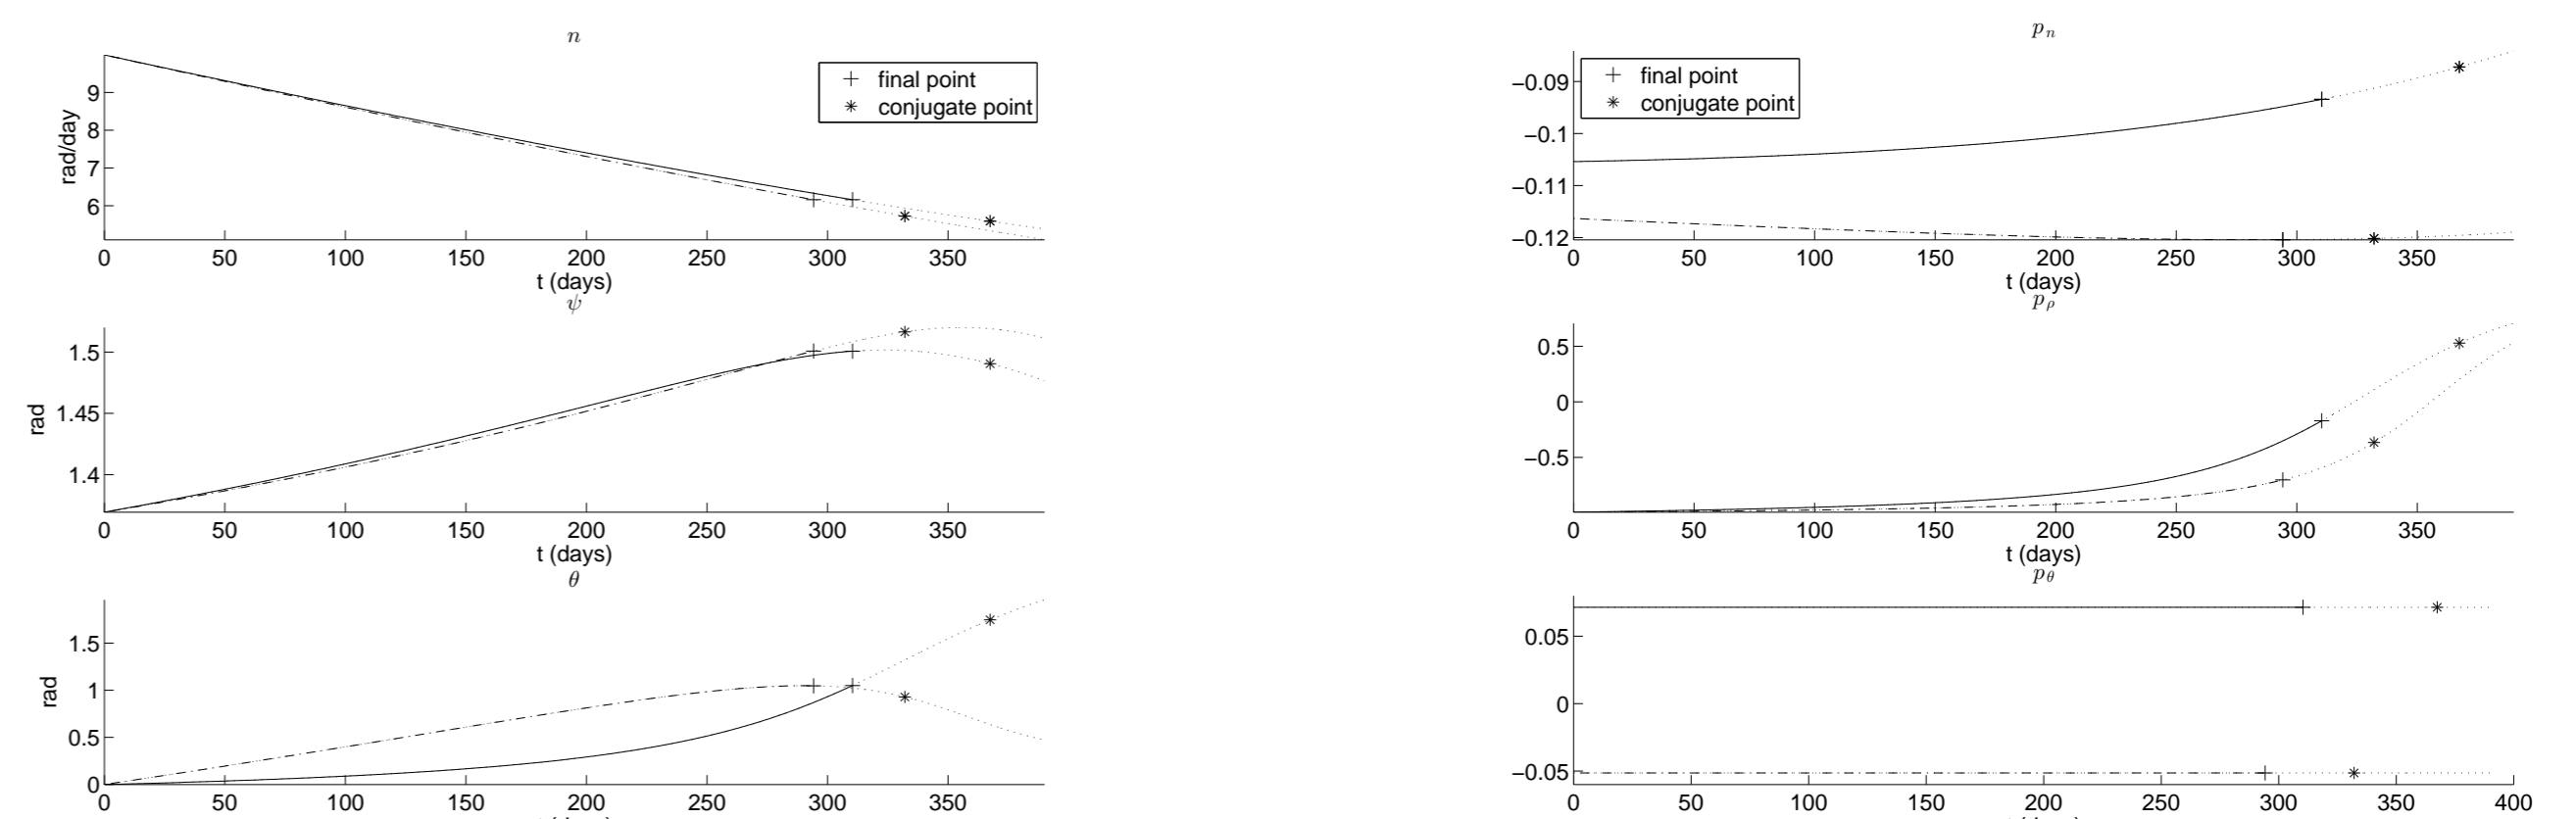 n
9
8
7
6
rad/day
+ final point
* conjugate point
0 50 100 150 200 250 300 350
t (days)
ψ
1.5
1.45
1.4
rad
0 50 100 150 200 250 300 350
t (days)
θ
1.5
1
0.5
0
rad
0 50 100 150 200 250 300 350
p_n
−0.09
−0.1
−0.11
−0.12
+ final point
* conjugate point
0 50 100 150 200 250 300 350
t (days)
p_ρ
0.5
0
−0.5
0 50 100 150 200 250 300 350
t (days)
p_θ
0.05
0
−0.05
0 50 100 150 200 250 300 350 400